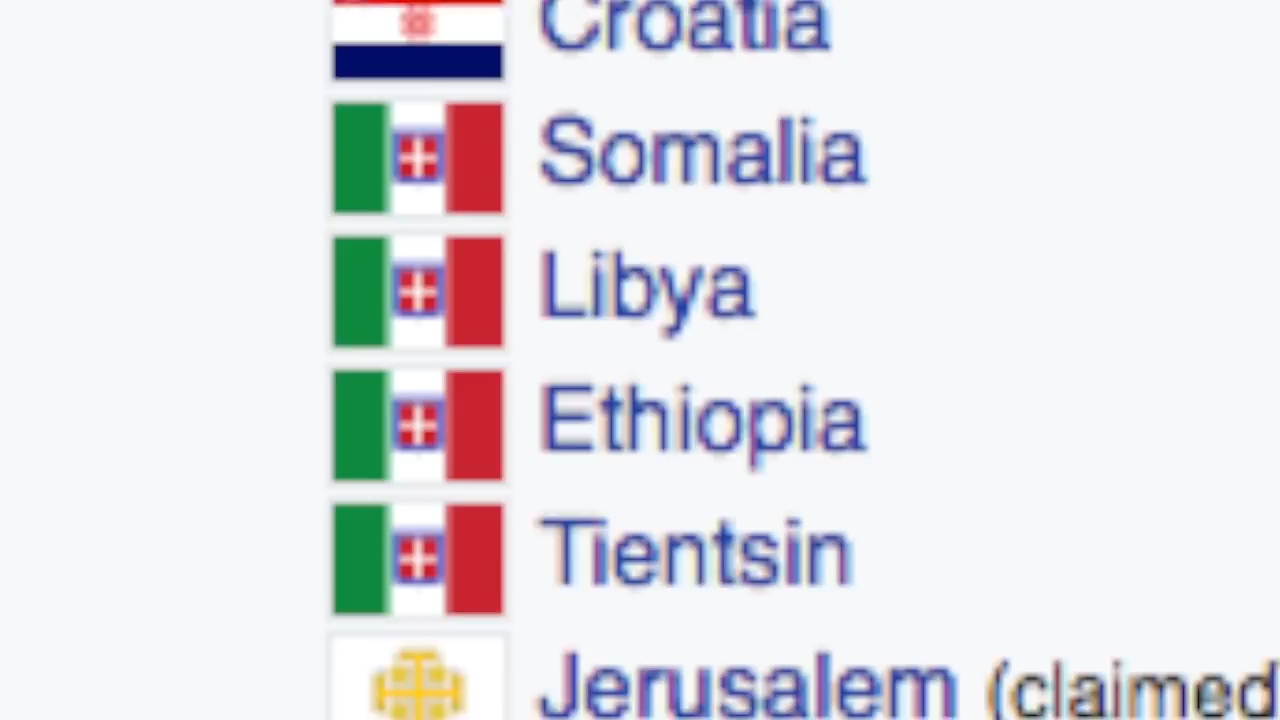 Croatia
Somalia
Libya
Ethiopia
Tientsin
Jerusalem (claimed